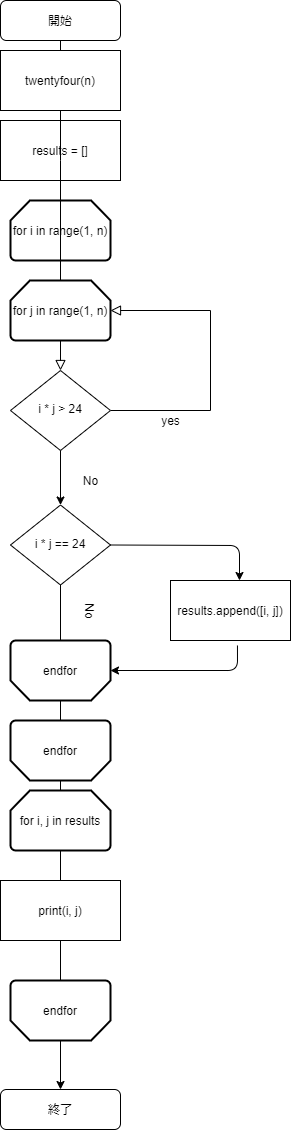 開始
twentyfour(n)
results = []
for i in range(1, n)
for j in range(1, n)
i * j > 24
yes
No
i * j == 24
No
results.append([i, j])
endfor
endfor
for i, j in results
print(i, j)
endfor
終了